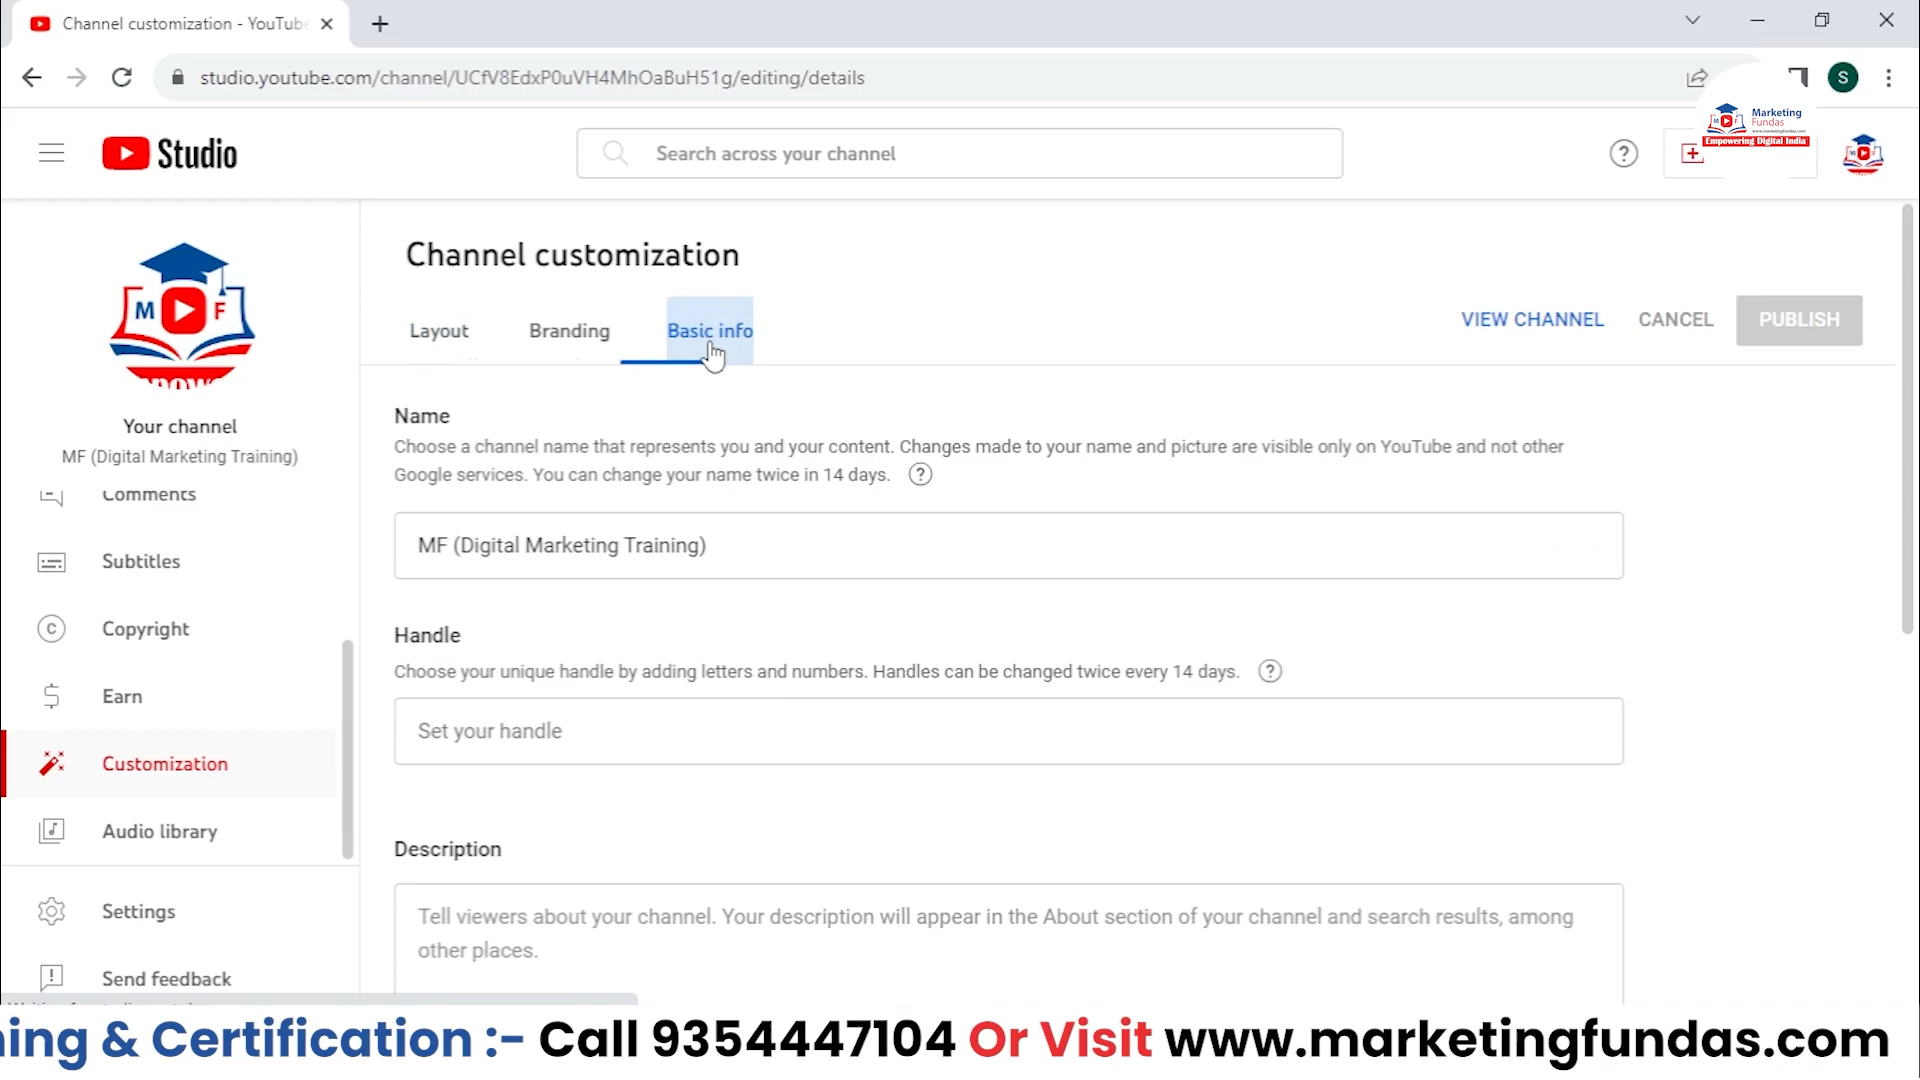 Channel customization - YouTube
studio.youtube.com/channel/UCfV8EdxP0uVH4MhOaBuH51g/editing/details
S
Marketing
Fundas
www.marketingfundas.com
Empowering Digital India
Studio
Search across your channel
M F
Your channel
MF (Digital Marketing Training)
Comments
Subtitles
Copyright
Earn
Customization
Audio library
Settings
Send feedback
Channel customization
Layout
Branding
Basic info
VIEW CHANNEL
CANCEL
PUBLISH
Name
Choose a channel name that represents you and your content. Changes made to your name and picture are visible only on YouTube and not other
Google services. You can change your name twice in 14 days.
MF (Digital Marketing Training)
Handle
Choose your unique handle by adding letters and numbers. Handles can be changed twice every 14 days.
Set your handle
Description
Tell viewers about your channel. Your description will appear in the About section of your channel and search results, among
other places.
ning & Certification :- Call 9354447104 Or Visit www.marketingfundas.com